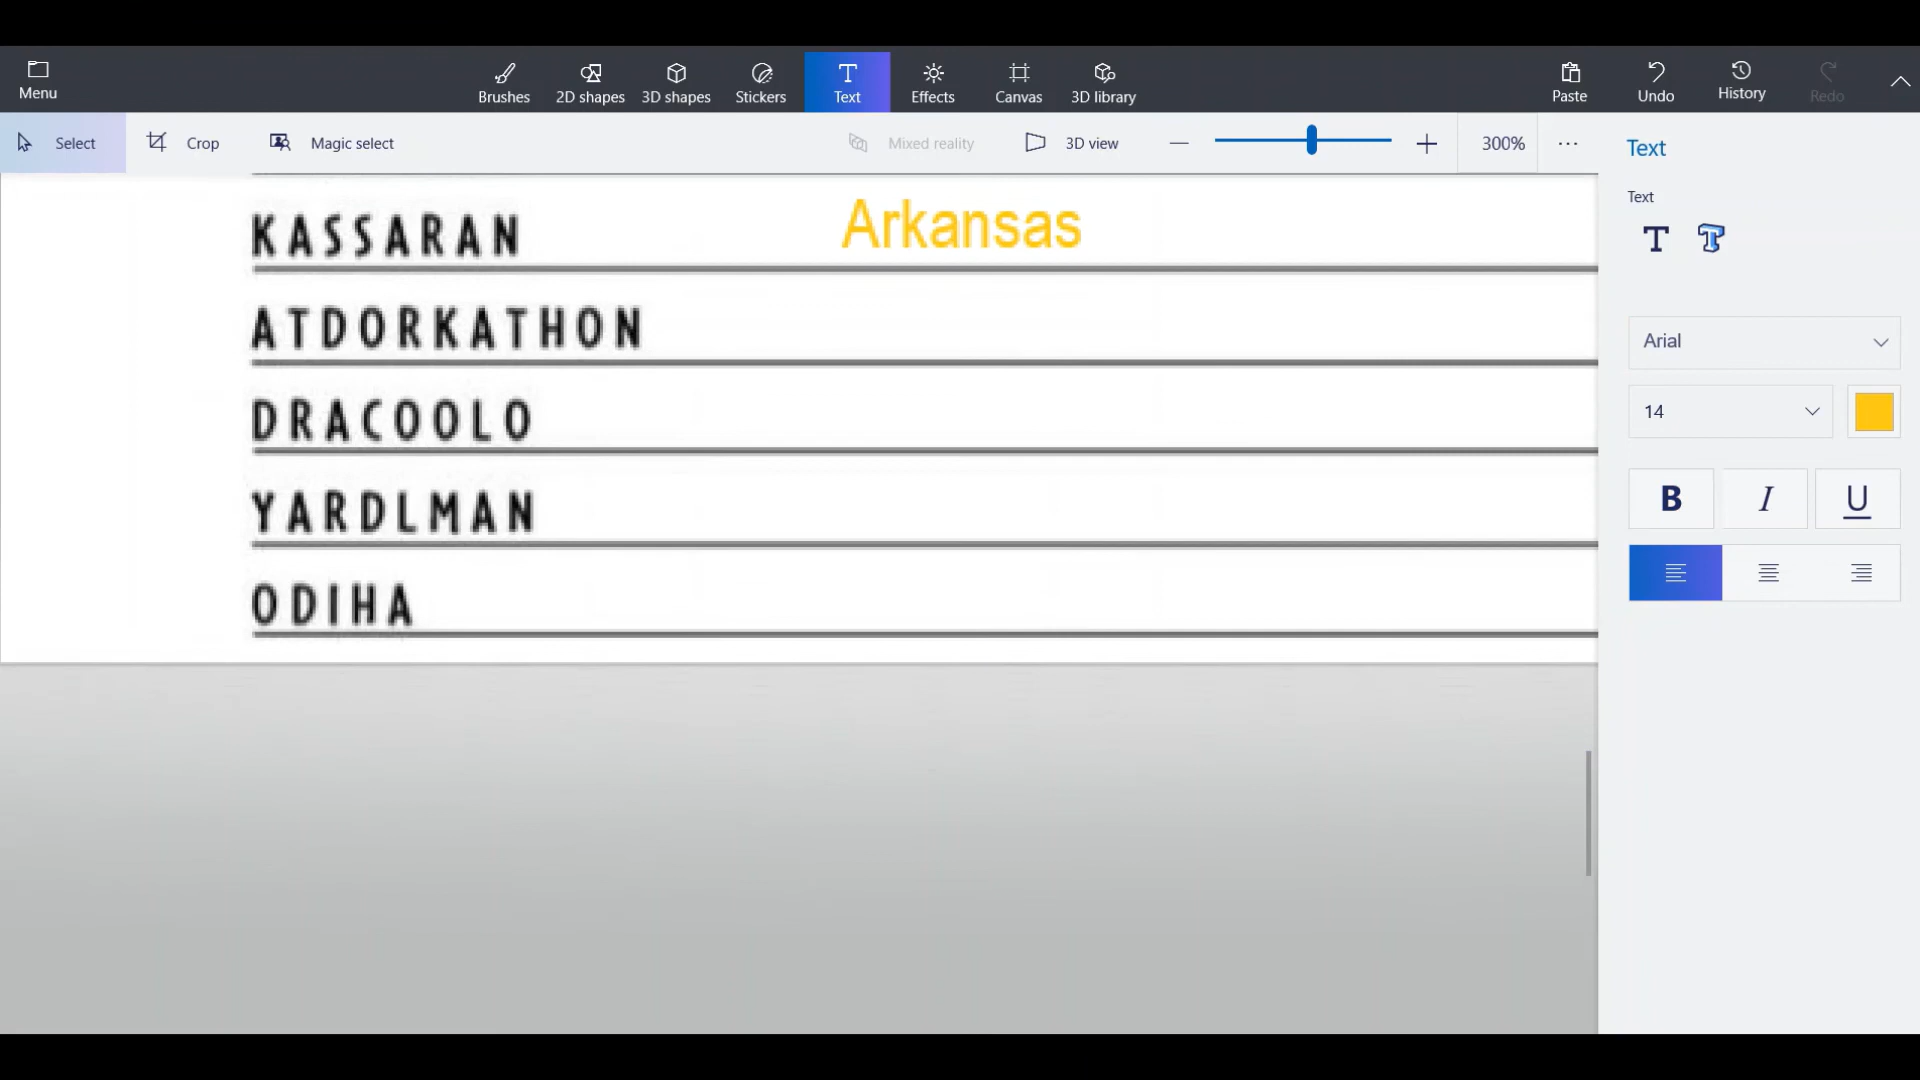 Menu
Brushes 2D shapes 3D shapes Stickers Text Effects Canvas 3D library
Paste Undo History Redo
Select Crop Magic select Mixed reality 3D view 300% ...
Text
Text
T T
Arial
14
B I U
KASSARAN Arkansas
ATDORKATHON
DRACOOLO
YARDLMAN
ODIHA